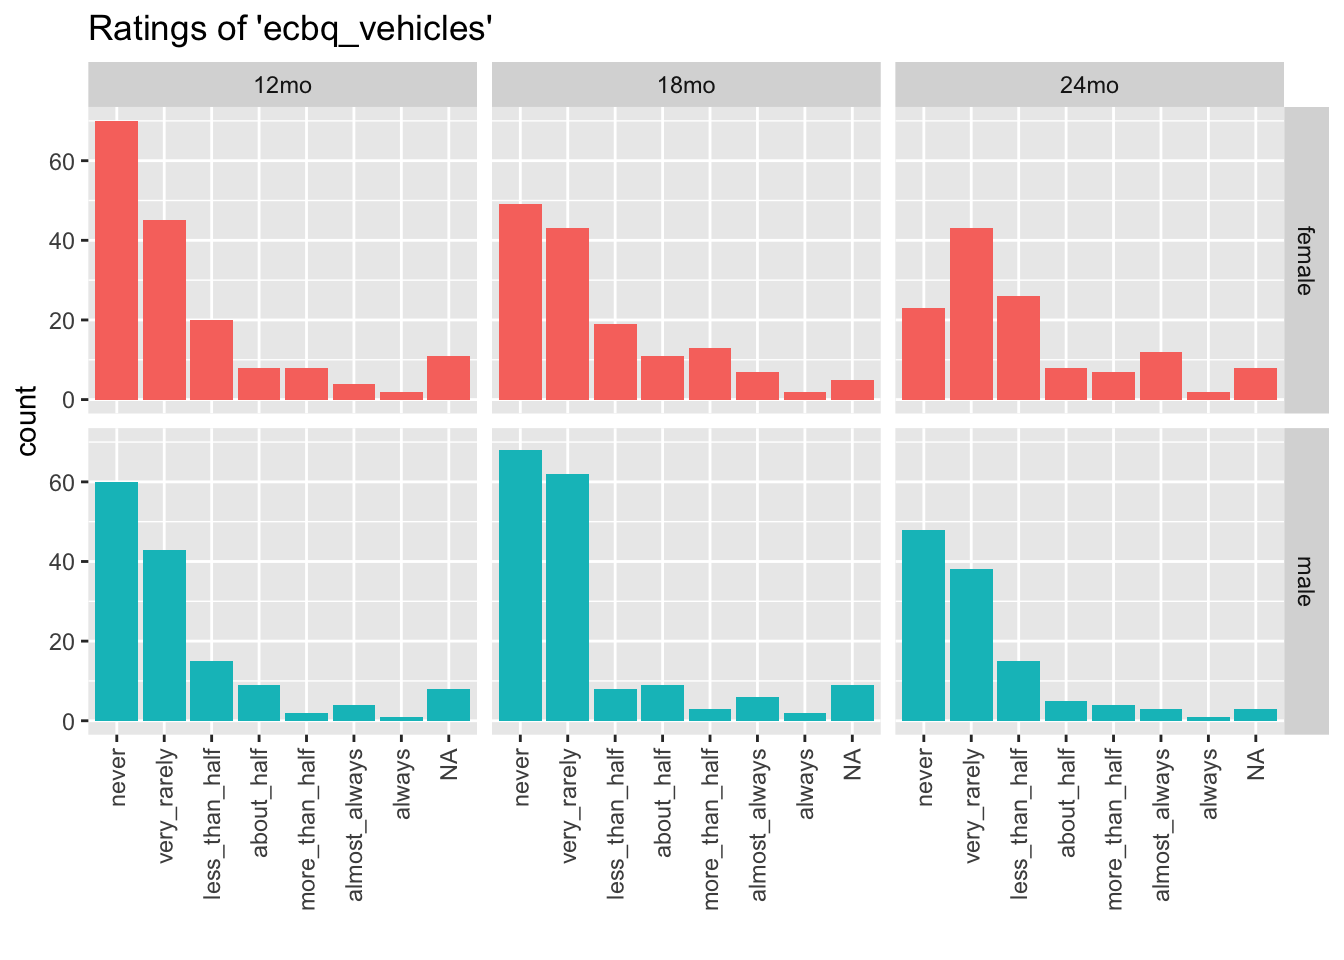 Ratings of 'ecbq_vehicles'
12mo 18mo 24mo
60
40
20
0
female
count
60
40
20
0
male
never very_rarely less_than_half about_half more_than_half almost_always always NA
never very_rarely less_than_half about_half more_than_half almost_always always NA
never very_rarely less_than_half about_half more_than_half almost_always always NA